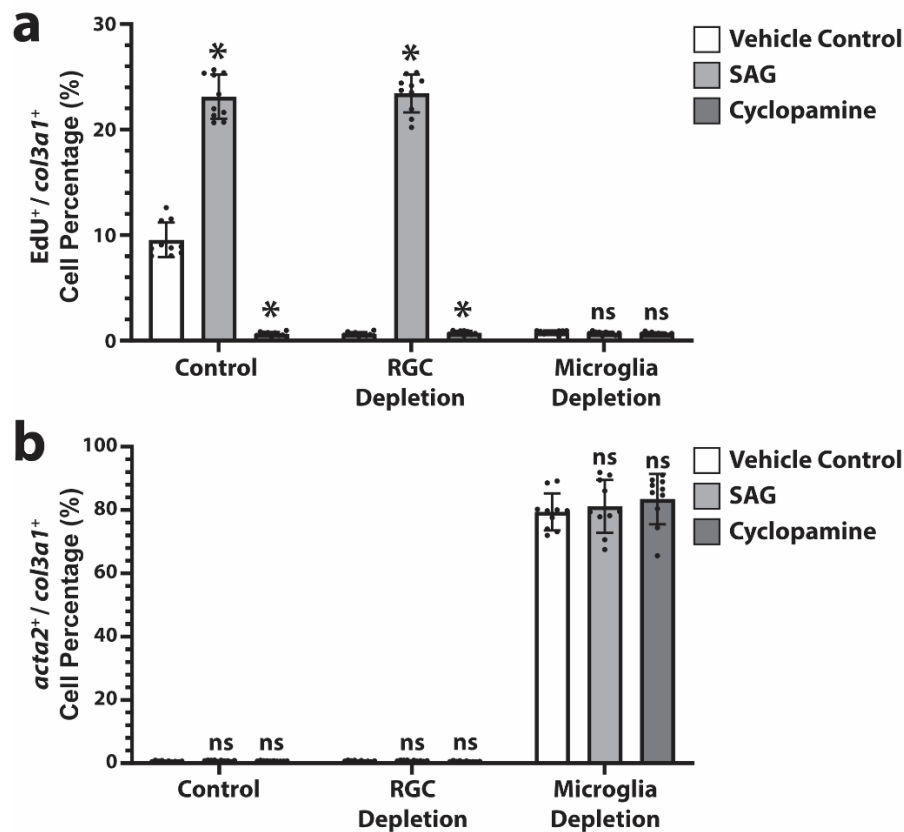 a
EdU⁺ / col3a1⁺
Cell Percentage (%)
30
20
10
0
*
*
*
*
ns
ns
Control
RGC
Depletion
Microglia
Depletion
Vehicle Control
SAG
Cyclopamine
b
acta2⁺ / col3a1⁺
Cell Percentage (%)
100
80
60
40
20
0
ns
ns
ns
ns
ns
ns
Control
RGC
Depletion
Microglia
Depletion
Vehicle Control
SAG
Cyclopamine